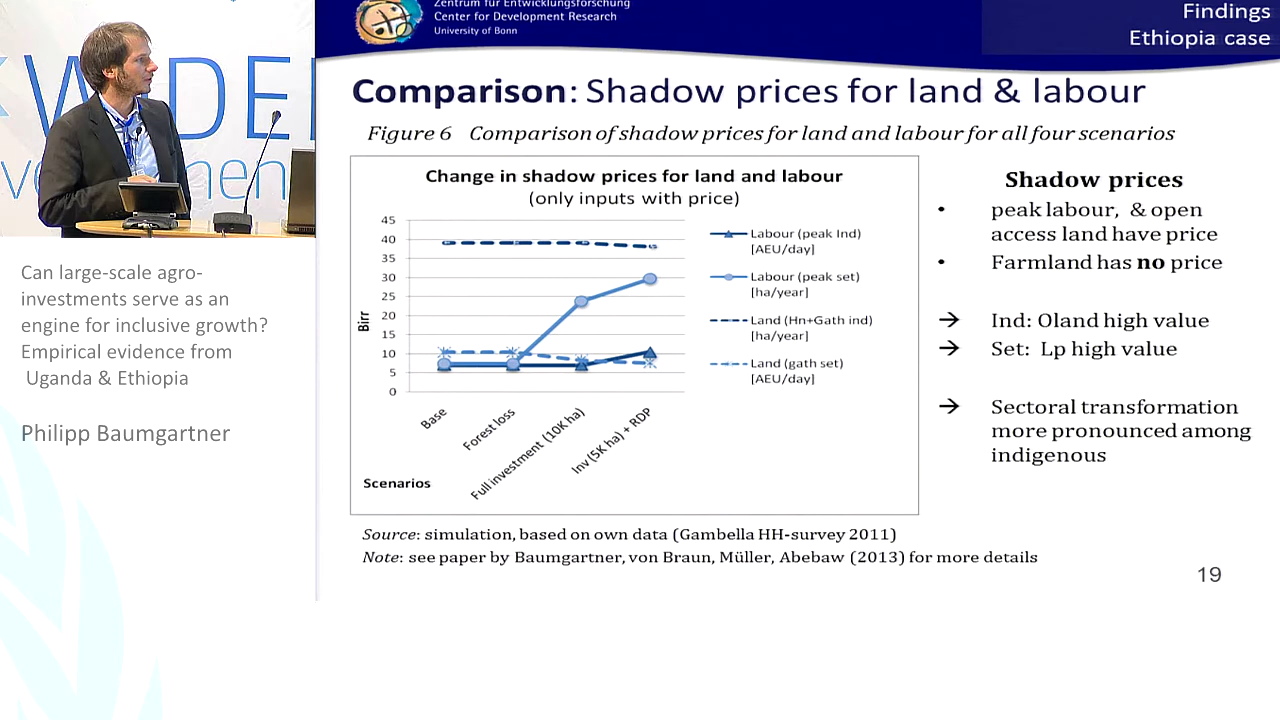 Zentrum für Entwicklungsforschung
Center for Development Research
University of Bonn
Findings
Ethiopia case
WIDE
Comparison: Shadow prices for land & labour
Figure 6 Comparison of shadow prices for land and labour for all four scenarios
Change in shadow prices for land and labour
(only inputs with price)
Birr
45
40
35
30
25
20
15
10
5
0
Base
Forest loss
Full investment (10K ha)
Inv (5K ha) + RDP
Scenarios
Labour (peak Ind)
[AEU/day]
Labour (peak set)
[ha/year]
Land (Hn+Gath ind)
[ha/year]
Land (gath set)
[AEU/day]
Shadow prices
• peak labour, & open
access land have price
• Farmland has no price
→ Ind: Oland high value
→ Set: Lp high value
→ Sectoral transformation
more pronounced among
indigenous
Source: simulation, based on own data (Gambella HH-survey 2011)
Note: see paper by Baumgartner, von Braun, Müller, Abebaw (2013) for more details
19
Can large-scale agro-
investments serve as an
engine for inclusive growth?
Empirical evidence from
Uganda & Ethiopia
Philipp Baumgartner